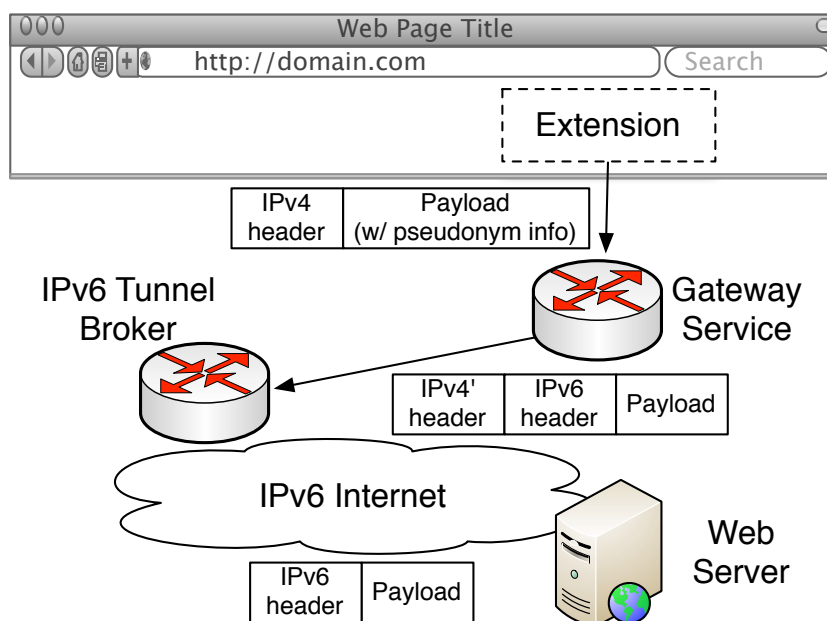 Web Page Title
http://domain.com
Search
Extension
IPv4
header
Payload
(w/ pseudonym info)
IPv6 Tunnel
Broker
Gateway
Service
IPv4'
header
IPv6
header
Payload
IPv6 Internet
Web
Server
IPv6
header
Payload